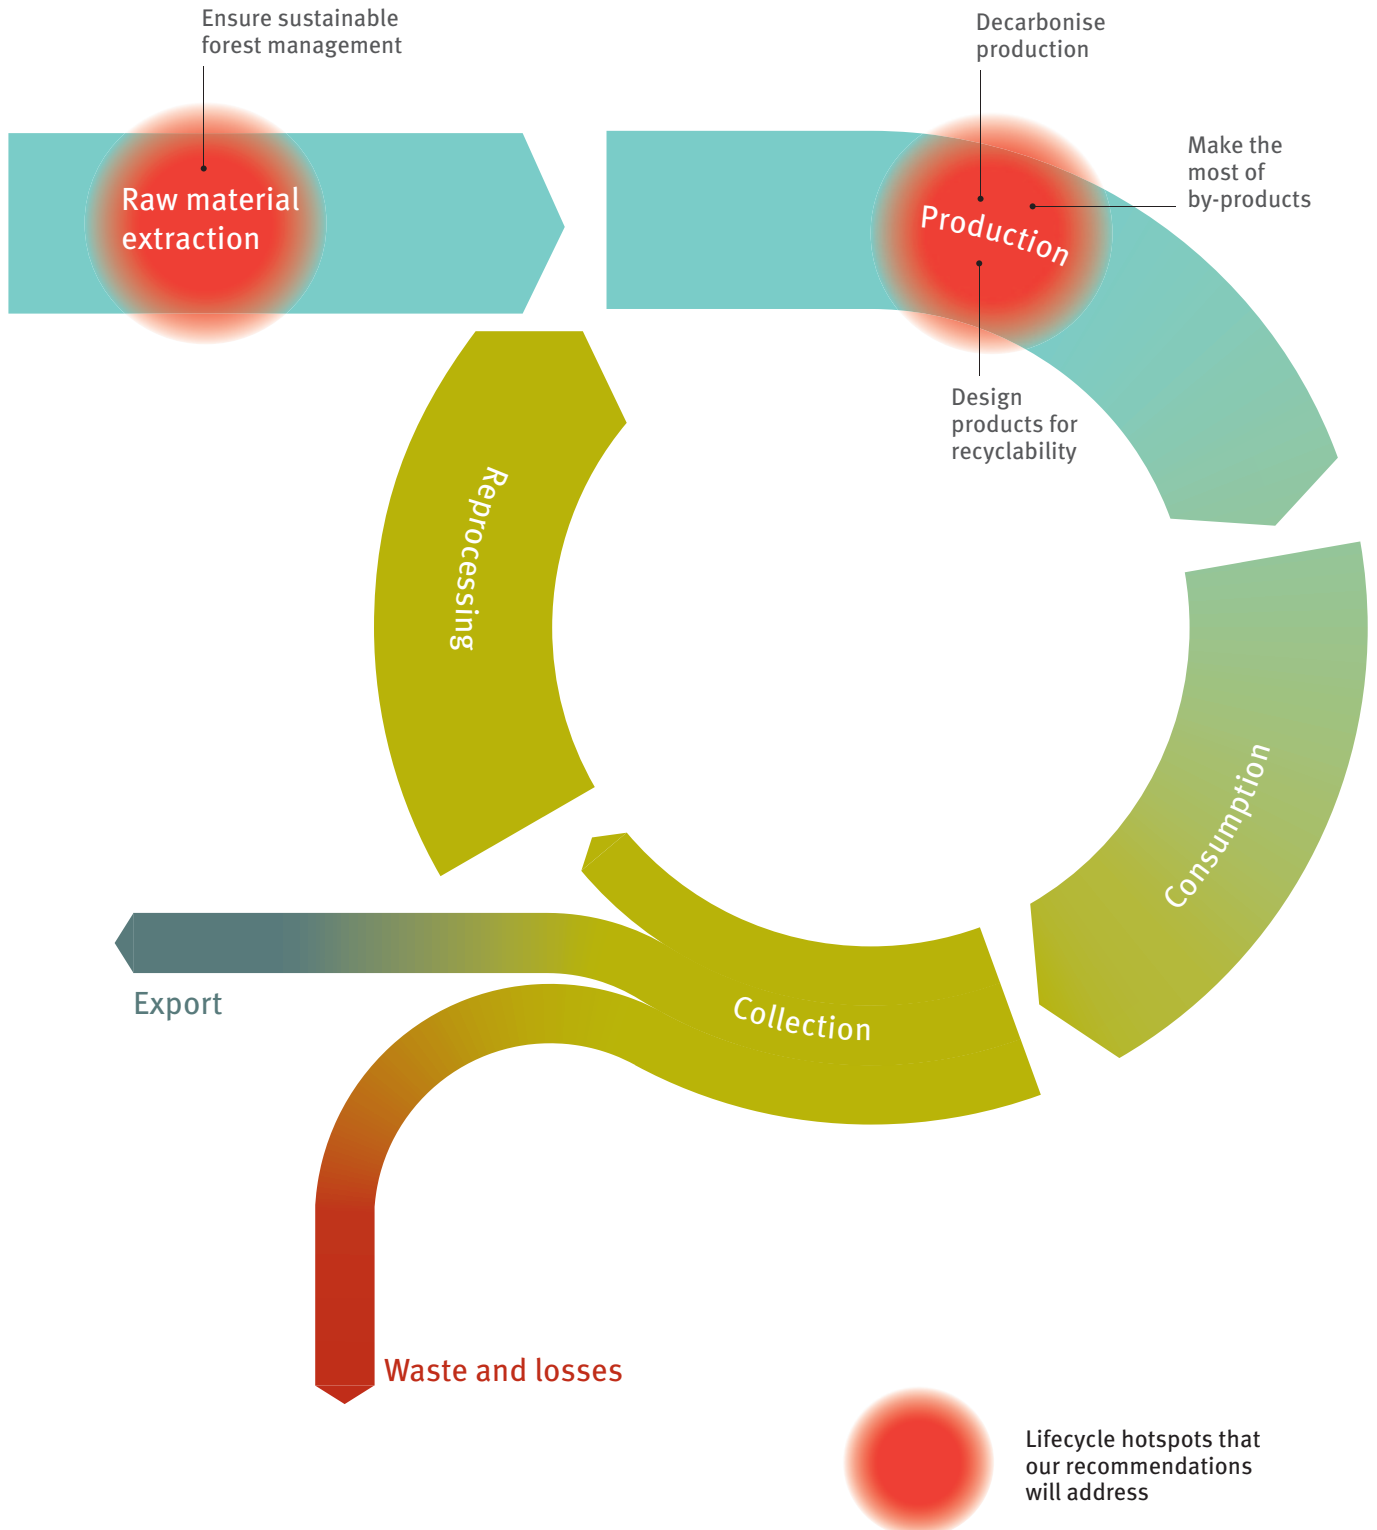 Ensure sustainable
forest management
Decarbonise
production
Make the
most of
by-products
Raw material
extraction
Production
Design
products for
recyclability
Reprocessing
Consumption
Collection
Export
Waste and losses
Lifecycle hotspots that
our recommendations
will address